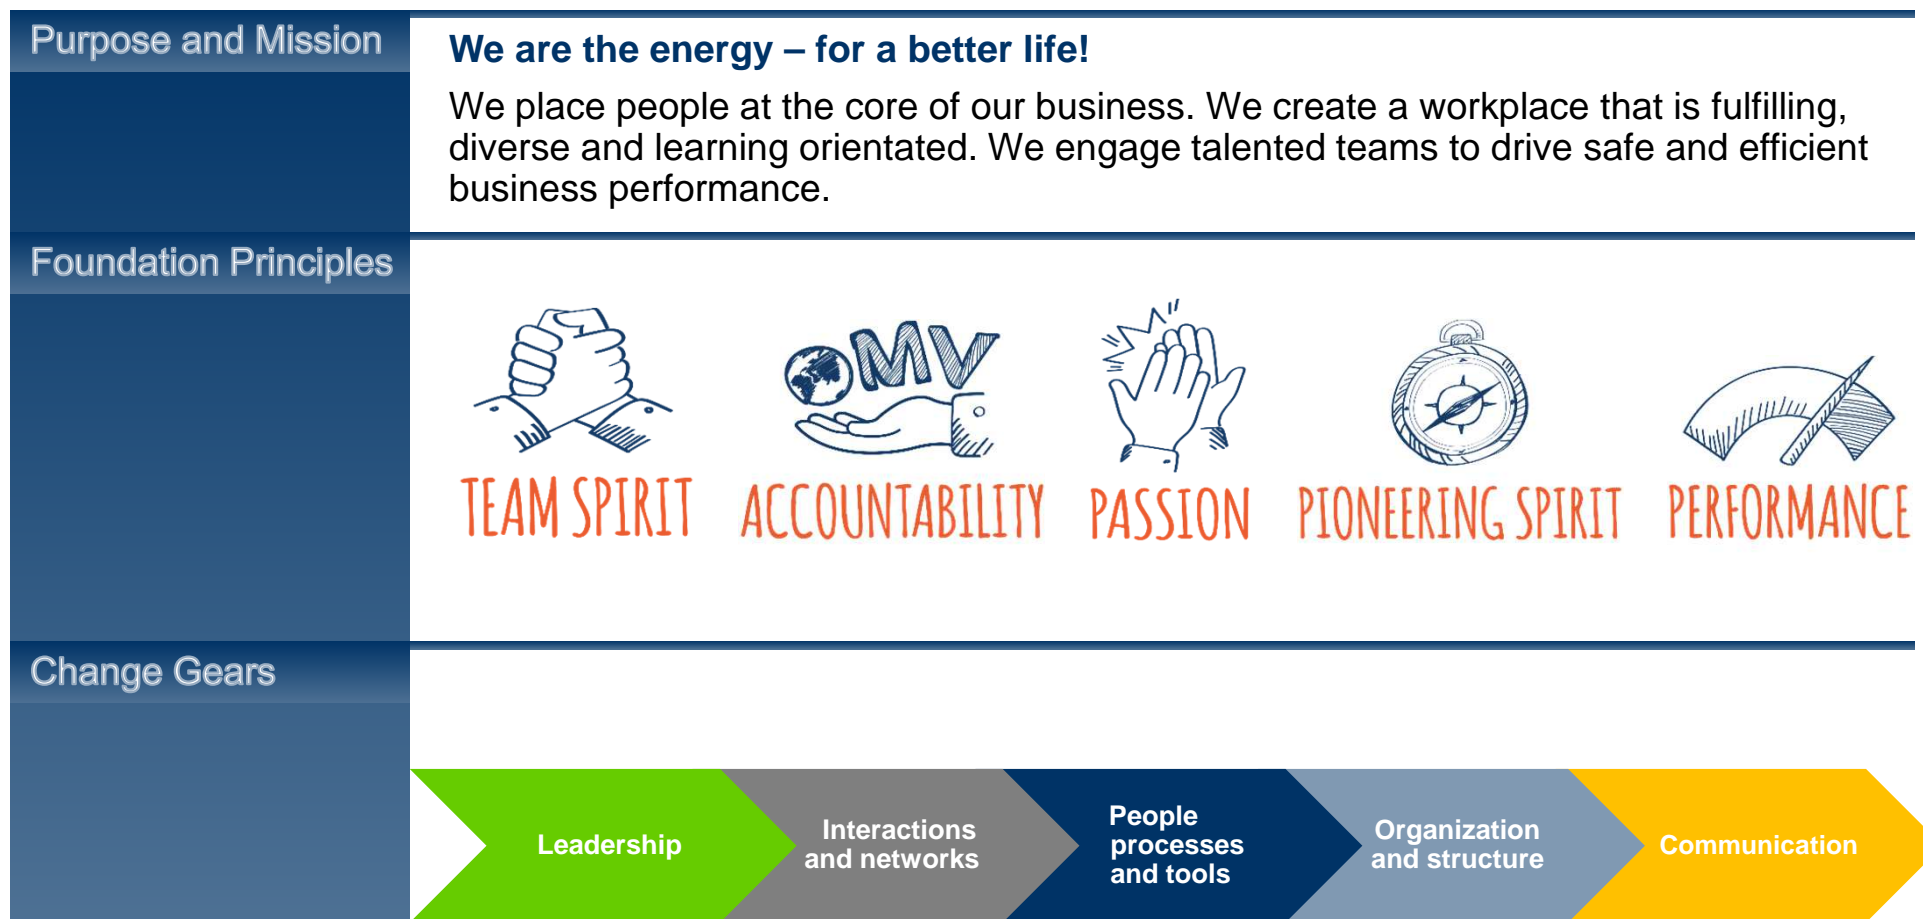 Purpose and Mission
We are the energy – for a better life!
We place people at the core of our business. We create a workplace that is fulfilling,
diverse and learning orientated. We engage talented teams to drive safe and efficient
business performance.
Foundation Principles
OMV
TEAM SPIRIT
ACCOUNTABILITY
PASSION
PIONEERING SPIRIT
PERFORMANCE
Change Gears
Leadership
Interactions
and networks
People
processes
and tools
Organization
and structure
Communication